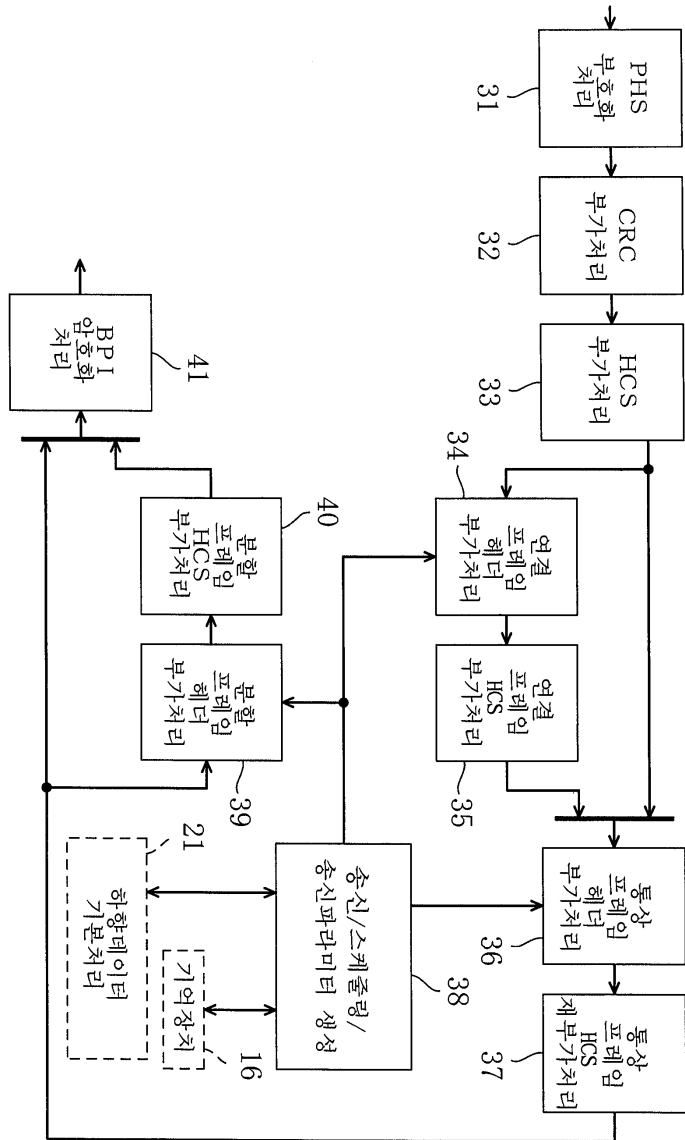 PHS
부호화
처리
31
CRC
부가처리
32
HCS
부가처리
33
연결
프레임
헤더
부가처리
34
연결
프레임
HCS
부가처리
35
통상
프레임
헤더
부가처리
36
통상
프레임
HCS
재부가처리
37
송신/스케줄링/
송신파라미터 생성
38
분할
프레임
헤더
부가처리
39
분할
프레임
HCS
부가처리
40
BPI
암호화
처리
41
21
하향데이터
기본처리
기억장치
16